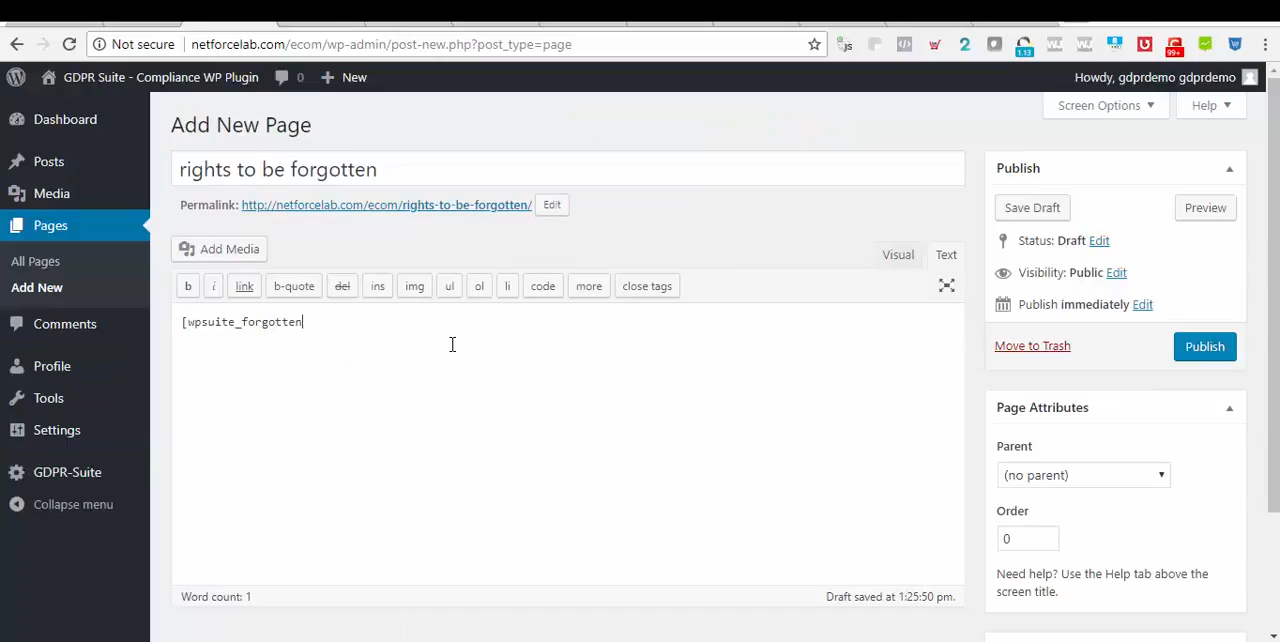 Not secure netforcelab.com/ecom/wp-admin/post-new.php?post_type=page
js 2 1.13 99+
GDPR Suite - Compliance WP Plugin 0 New Howdy, gdprdemo gdprdemo
Screen Options Help
Dashboard
Posts
Media
Pages
All Pages
Add New
Comments
Profile
Tools
Settings
GDPR-Suite
Collapse menu
Add New Page
rights to be forgotten
Permalink: http://netforcelab.com/ecom/rights-to-be-forgotten/ Edit
Add Media Visual Text
b i link b-quote del ins img ul ol li code more close tags
[wpsuite_forgotten
Word count: 1 Draft saved at 1:25:50 pm.
Publish
Save Draft Preview
Status: Draft Edit
Visibility: Public Edit
Publish immediately Edit
Move to Trash Publish
Page Attributes
Parent
(no parent)
Order
0
Need help? Use the Help tab above the
screen title.